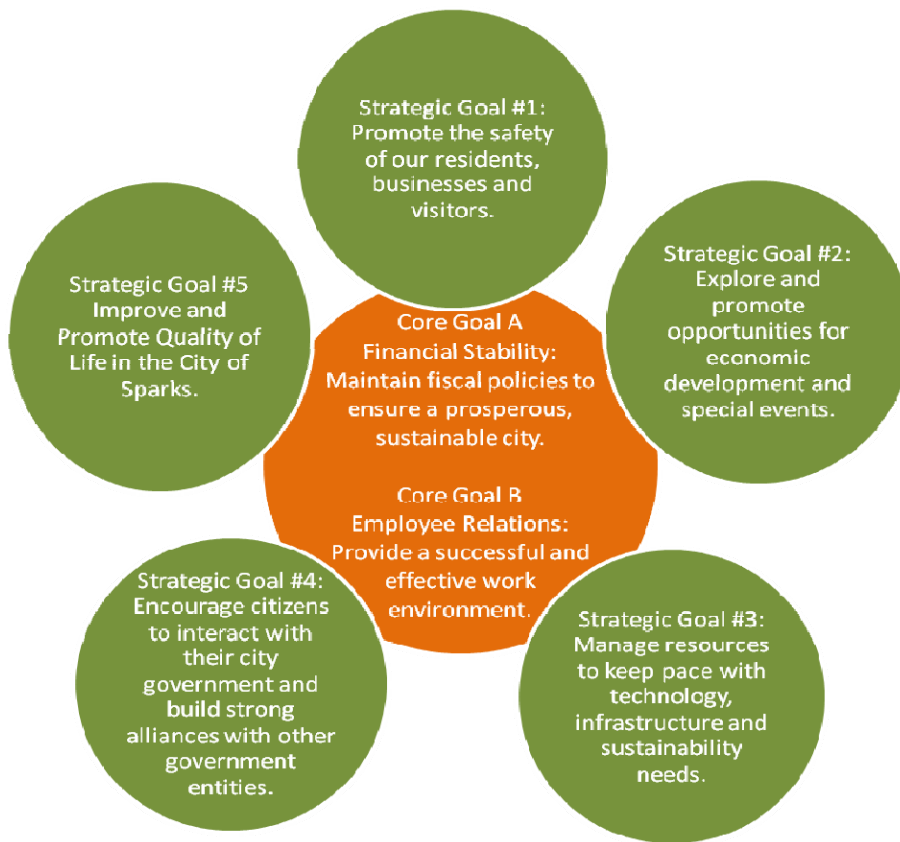 Strategic Goal #1:
Promote the safety
of our residents,
businesses and
visitors.
Strategic Goal #2:
Explore and
promote
opportunities for
economic
development and
special events.
Strategic Goal #3:
Manage resources
to keep pace with
technology,
infrastructure and
sustainability
needs.
Strategic Goal #4:
Encourage citizens
to interact with
their city
government and
build strong
alliances with other
government
entities.
Strategic Goal #5
Improve and
Promote Quality of
Life in the City of
Sparks.
Core Goal A
Financial Stability:
Maintain fiscal policies to
ensure a prosperous,
sustainable city.
Core Goal B
Employee Relations:
Provide a successful and
effective work
environment.